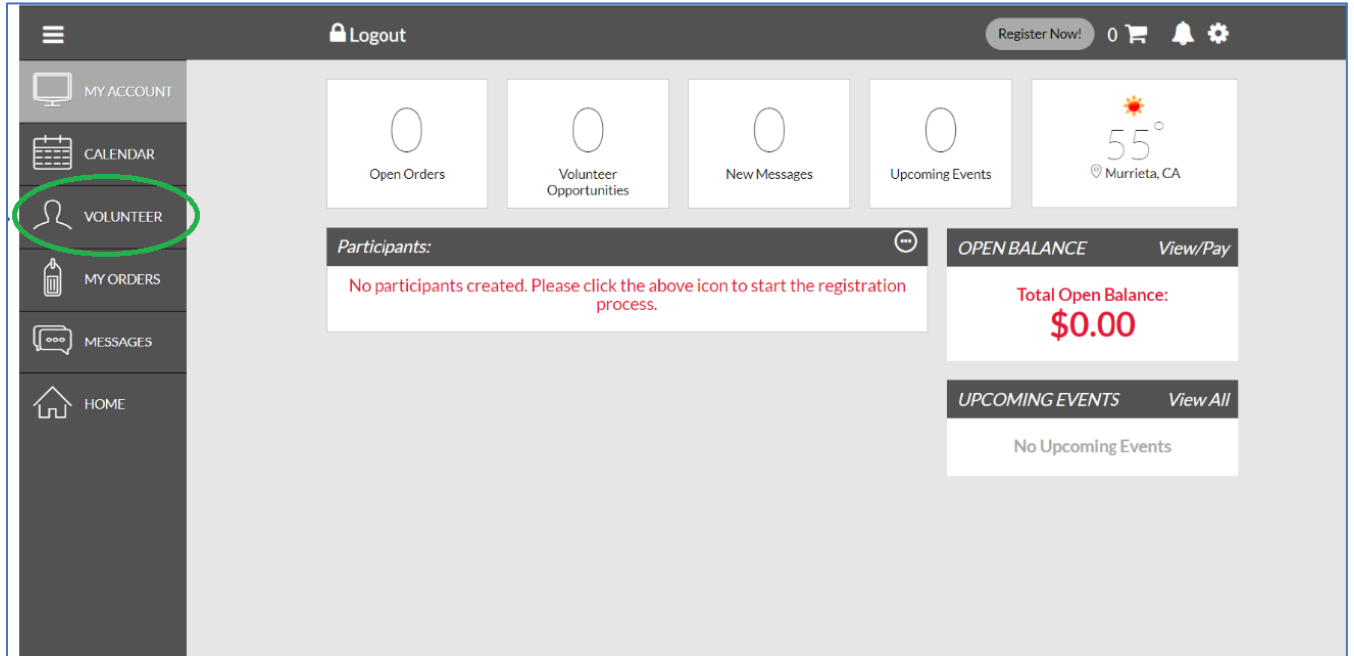 Logout
Register Now!
0
MY ACCOUNT
CALENDAR
VOLUNTEER
MY ORDERS
MESSAGES
HOME
0
Open Orders
0
Volunteer
Opportunities
0
New Messages
0
Upcoming Events
55°
Murrieta, CA
Participants:
No participants created. Please click the above icon to start the registration
process.
OPEN BALANCE View/Pay
Total Open Balance:
$0.00
UPCOMING EVENTS View All
No Upcoming Events